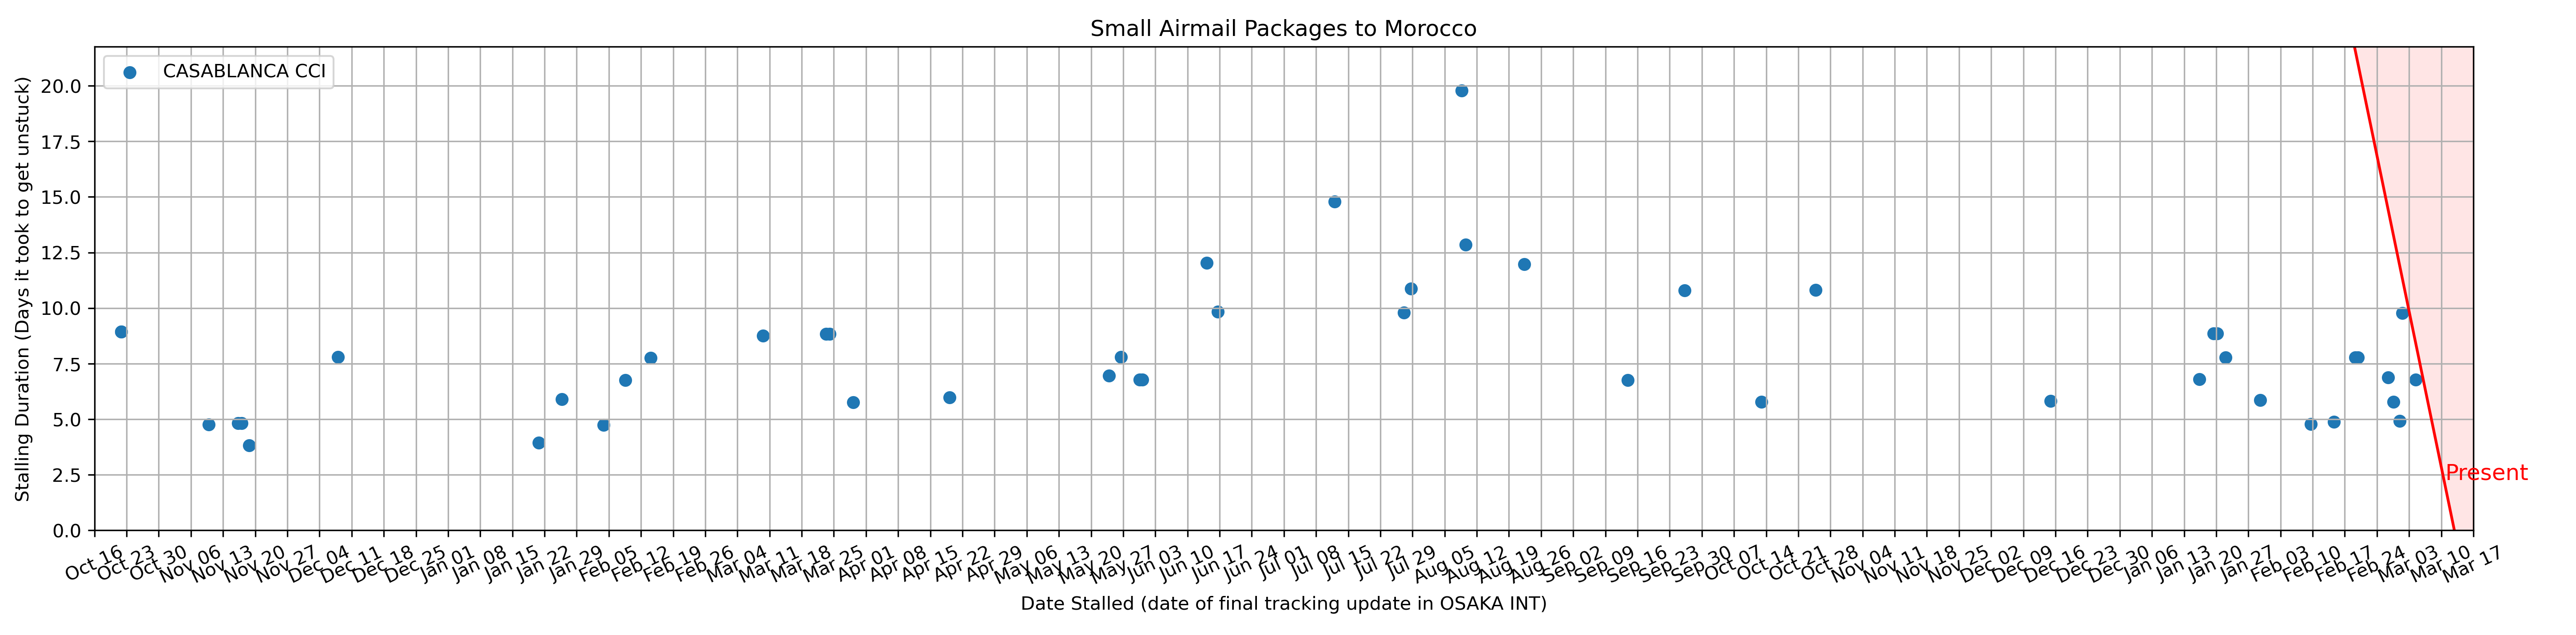 Small Airmail Packages to Morocco
CASABLANCA CCI
Stalling Duration (Days it took to get unstuck)
20.0
17.5
15.0
12.5
10.0
7.5
5.0
2.5
0.0
Present
Oct 16
Oct 23
Oct 30
Nov 06
Nov 13
Nov 20
Nov 27
Dec 04
Dec 11
Dec 18
Dec 25
Jan 01
Jan 08
Jan 15
Jan 22
Jan 29
Feb 05
Feb 12
Feb 19
Feb 26
Mar 04
Mar 11
Mar 18
Mar 25
Apr 01
Apr 08
Apr 15
Apr 22
Apr 29
May 06
May 13
May 20
May 27
Jun 03
Jun 10
Jun 17
Jun 24
Jul 01
Jul 08
Jul 15
Jul 22
Jul 29
Aug 05
Aug 12
Aug 19
Aug 26
Sep 02
Sep 09
Sep 16
Sep 23
Sep 30
Oct 07
Oct 14
Oct 21
Oct 28
Nov 04
Nov 11
Nov 18
Nov 25
Dec 02
Dec 09
Dec 16
Dec 23
Dec 30
Jan 06
Jan 13
Jan 20
Jan 27
Feb 03
Feb 10
Feb 17
Feb 24
Mar 03
Mar 10
Mar 17
Date Stalled (date of final tracking update in OSAKA INT)